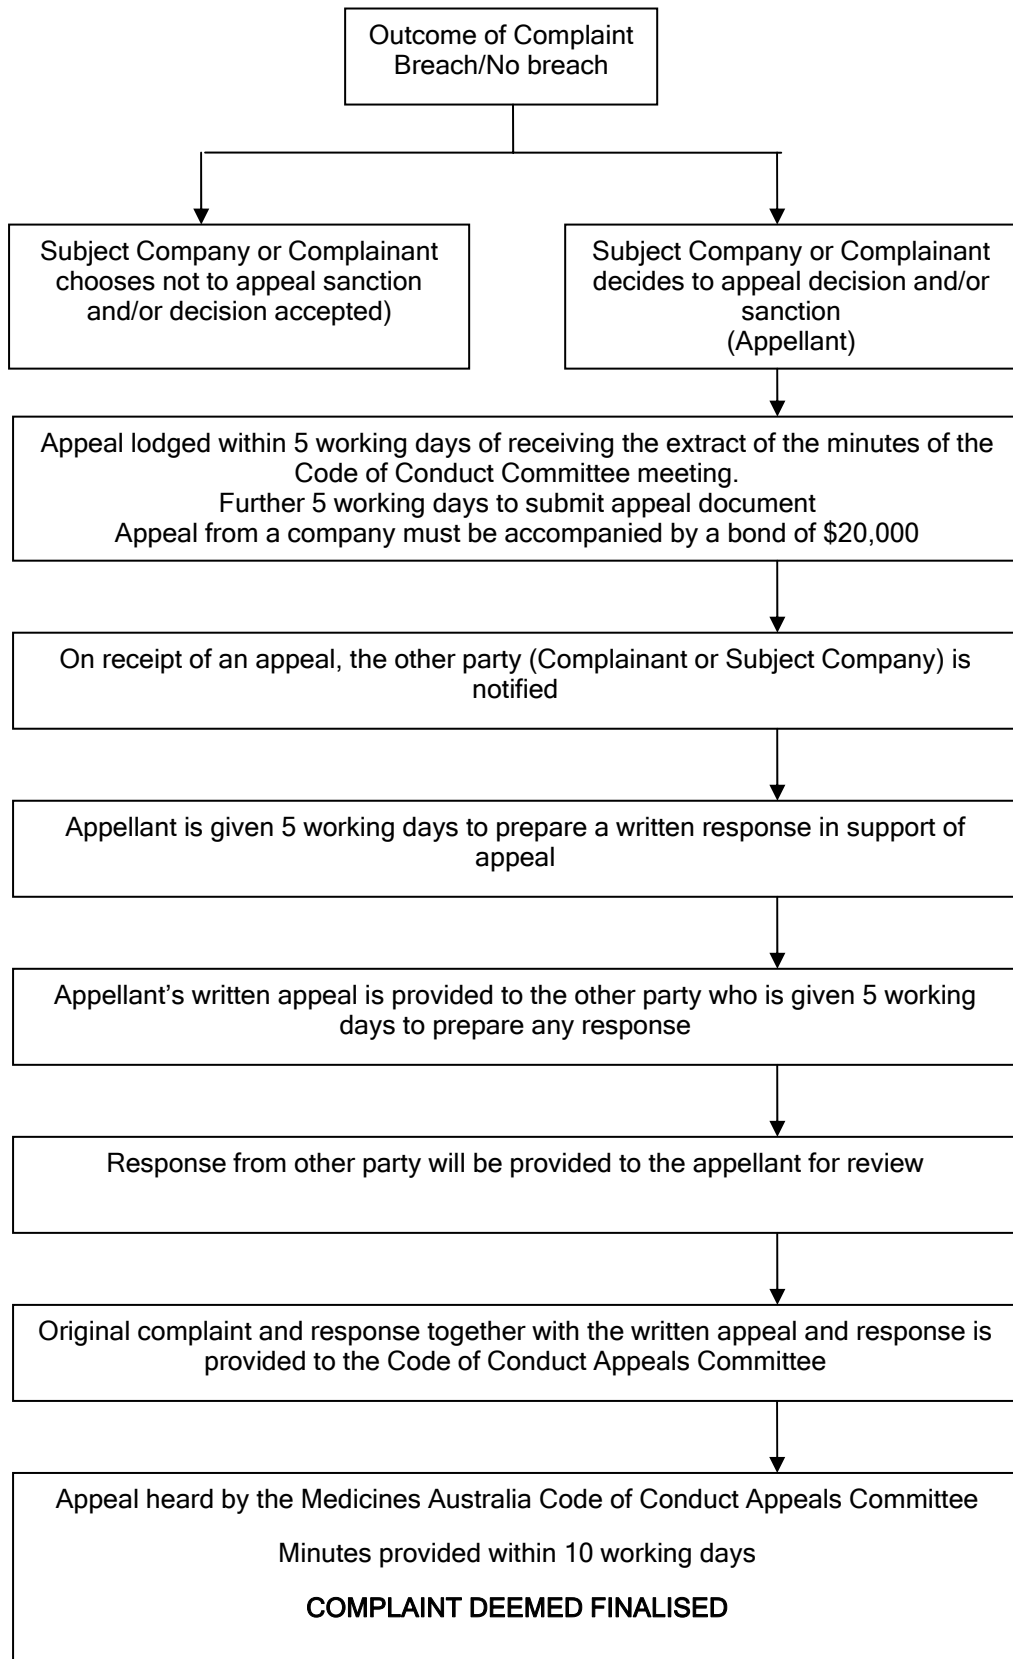 Outcome of Complaint
Breach/No breach
Subject Company or Complainant
chooses not to appeal sanction
and/or decision accepted)
Subject Company or Complainant
decides to appeal decision and/or
sanction
(Appellant)
Appeal lodged within 5 working days of receiving the extract of the minutes of the
Code of Conduct Committee meeting.
Further 5 working days to submit appeal document
Appeal from a company must be accompanied by a bond of $20,000
On receipt of an appeal, the other party (Complainant or Subject Company) is
notified
Appellant is given 5 working days to prepare a written response in support of
appeal
Appellant’s written appeal is provided to the other party who is given 5 working
days to prepare any response
Response from other party will be provided to the appellant for review
Original complaint and response together with the written appeal and response is
provided to the Code of Conduct Appeals Committee
Appeal heard by the Medicines Australia Code of Conduct Appeals Committee
Minutes provided within 10 working days
COMPLAINT DEEMED FINALISED